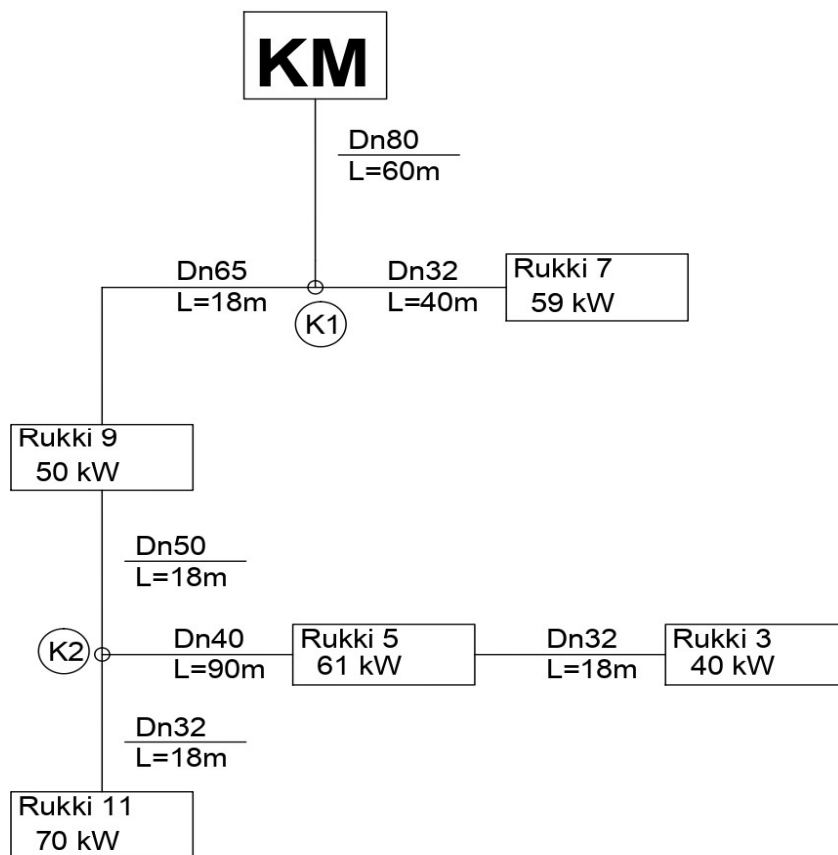 KM
Dn80
L=60m
Dn65
L=18m
Dn32
L=40m
Rukki 7
59 kW
K1
Rukki 9
50 kW
Dn50
L=18m
K2
Dn40
L=90m
Rukki 5
61 kW
Dn32
L=18m
Rukki 3
40 kW
Dn32
L=18m
Rukki 11
70 kW